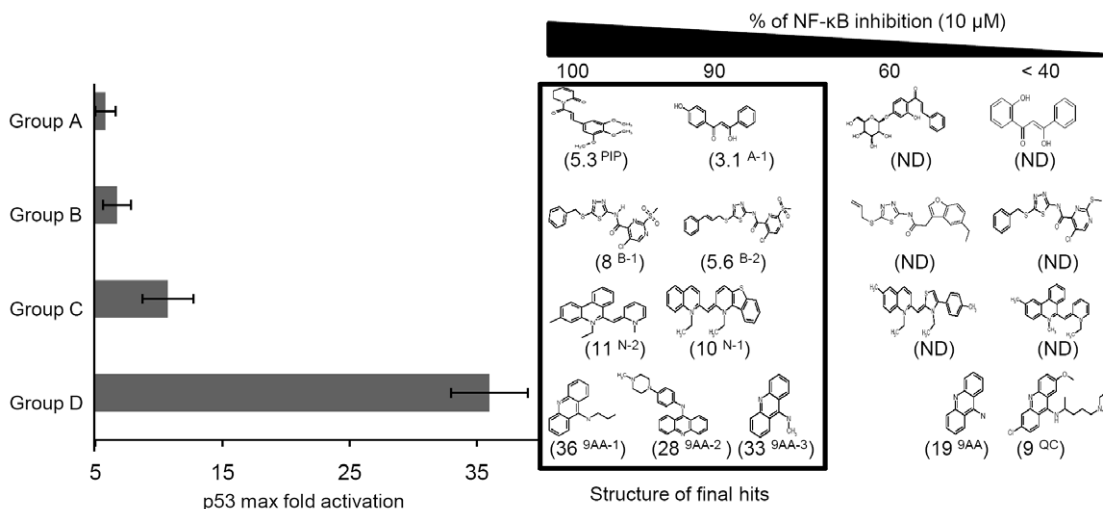 % of NF-κB inhibition (10 μM)
100 90 60 < 40
Group A
(5.3 PIP) (3.1 A-1) (ND) (ND)
Group B
(8 B-1) (5.6 B-2) (ND) (ND)
Group C
(11 N-2) (10 N-1) (ND) (ND)
Group D
(36 9AA-1) (28 9AA-2) (33 9AA-3) (19 9AA) (9 QC)
5 15 25 35
p53 max fold activation
Structure of final hits